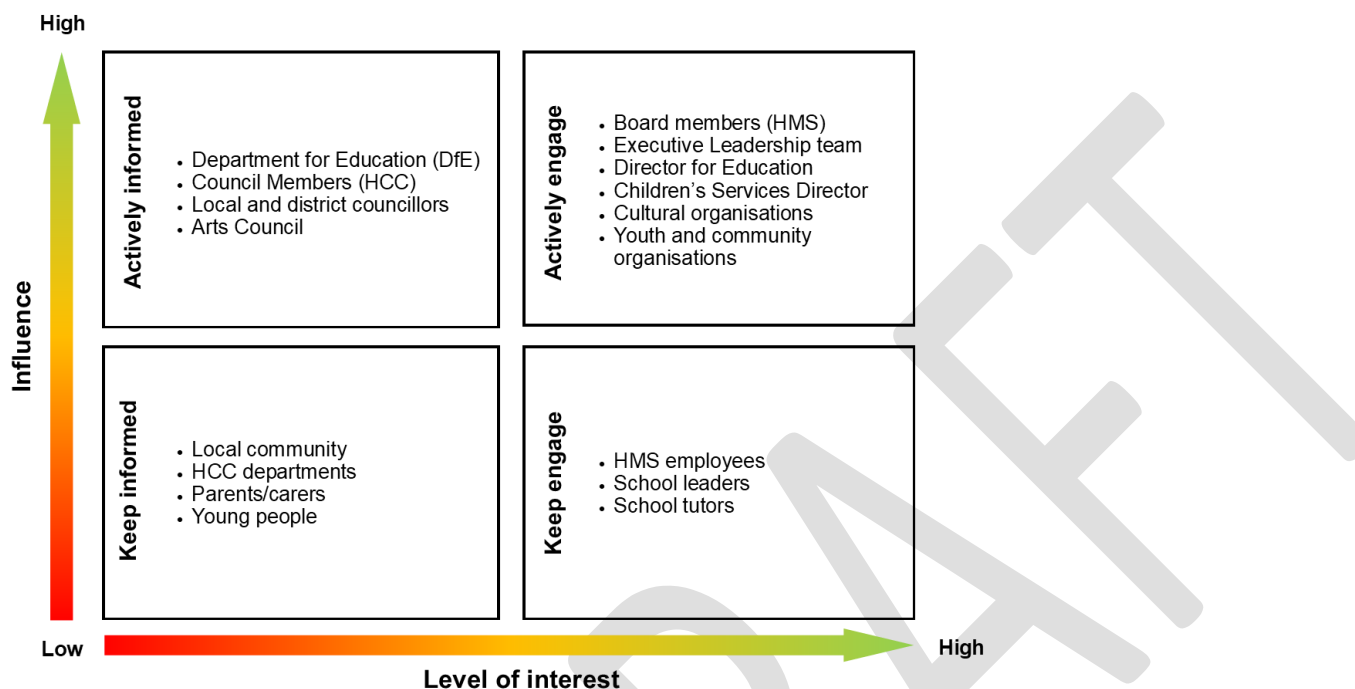 High
Influence
Low
Actively informed
• Department for Education (DfE)
• Council Members (HCC)
• Local and district councillors
• Arts Council
Actively engage
• Board members (HMS)
• Executive Leadership team
• Director for Education
• Children’s Services Director
• Cultural organisations
• Youth and community
organisations
Keep informed
• Local community
• HCC departments
• Parents/carers
• Young people
Keep engage
• HMS employees
• School leaders
• School tutors
High
Level of interest
DRAFT